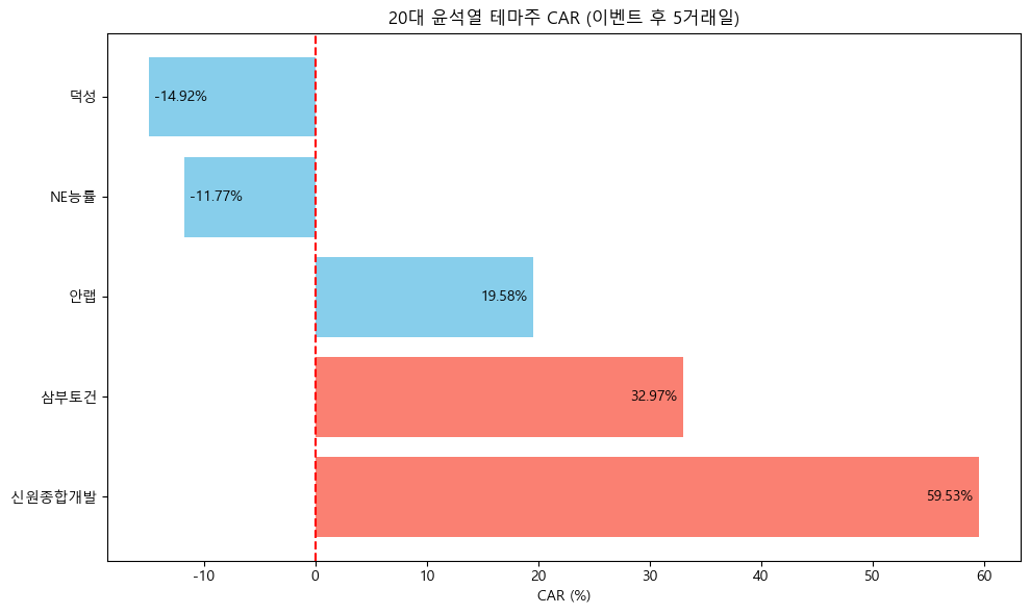 20대 윤석열 테마주 CAR (이벤트 후 5거래일)
덕성
-14.92%
NE능률
-11.77%
안랩
19.58%
삼부토건
32.97%
신원종합개발
59.53%
-10 0 10 20 30 40 50 60
CAR (%)